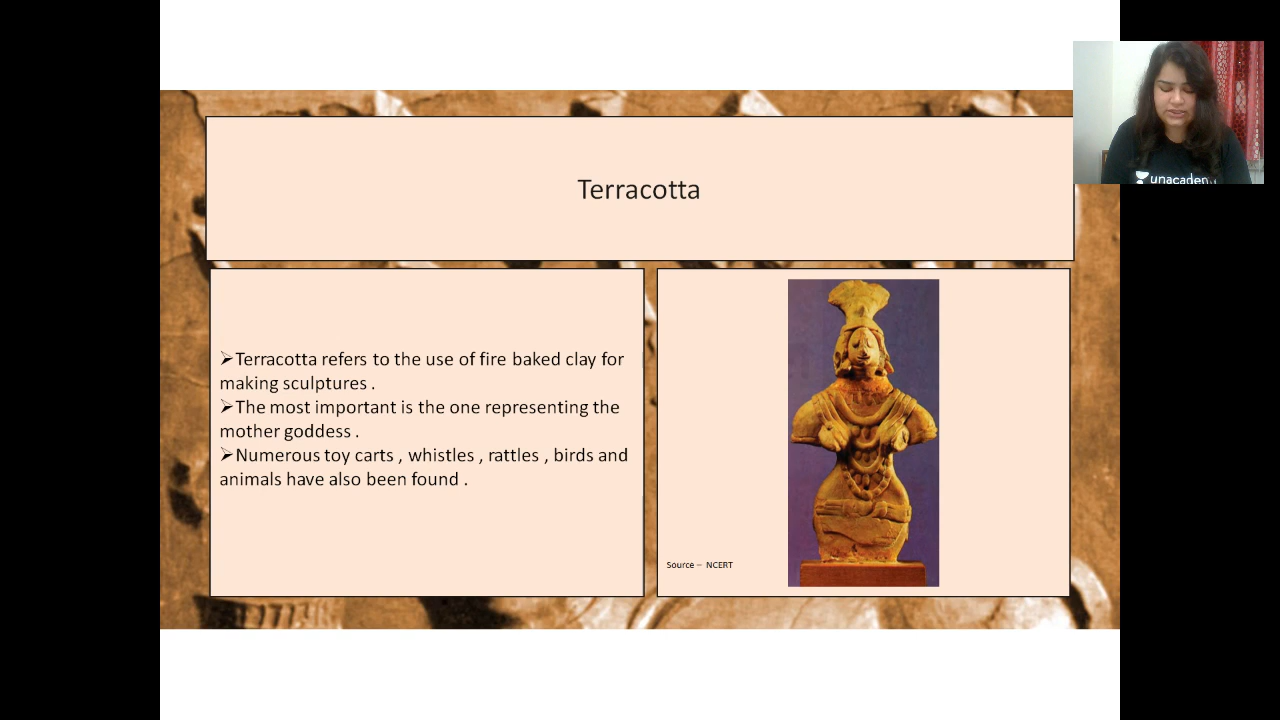 Terracotta
➢Terracotta refers to the use of fire baked clay for
making sculptures .
➢The most important is the one representing the
mother goddess .
➢Numerous toy carts , whistles , rattles , birds and
animals have also been found .
Source – NCERT